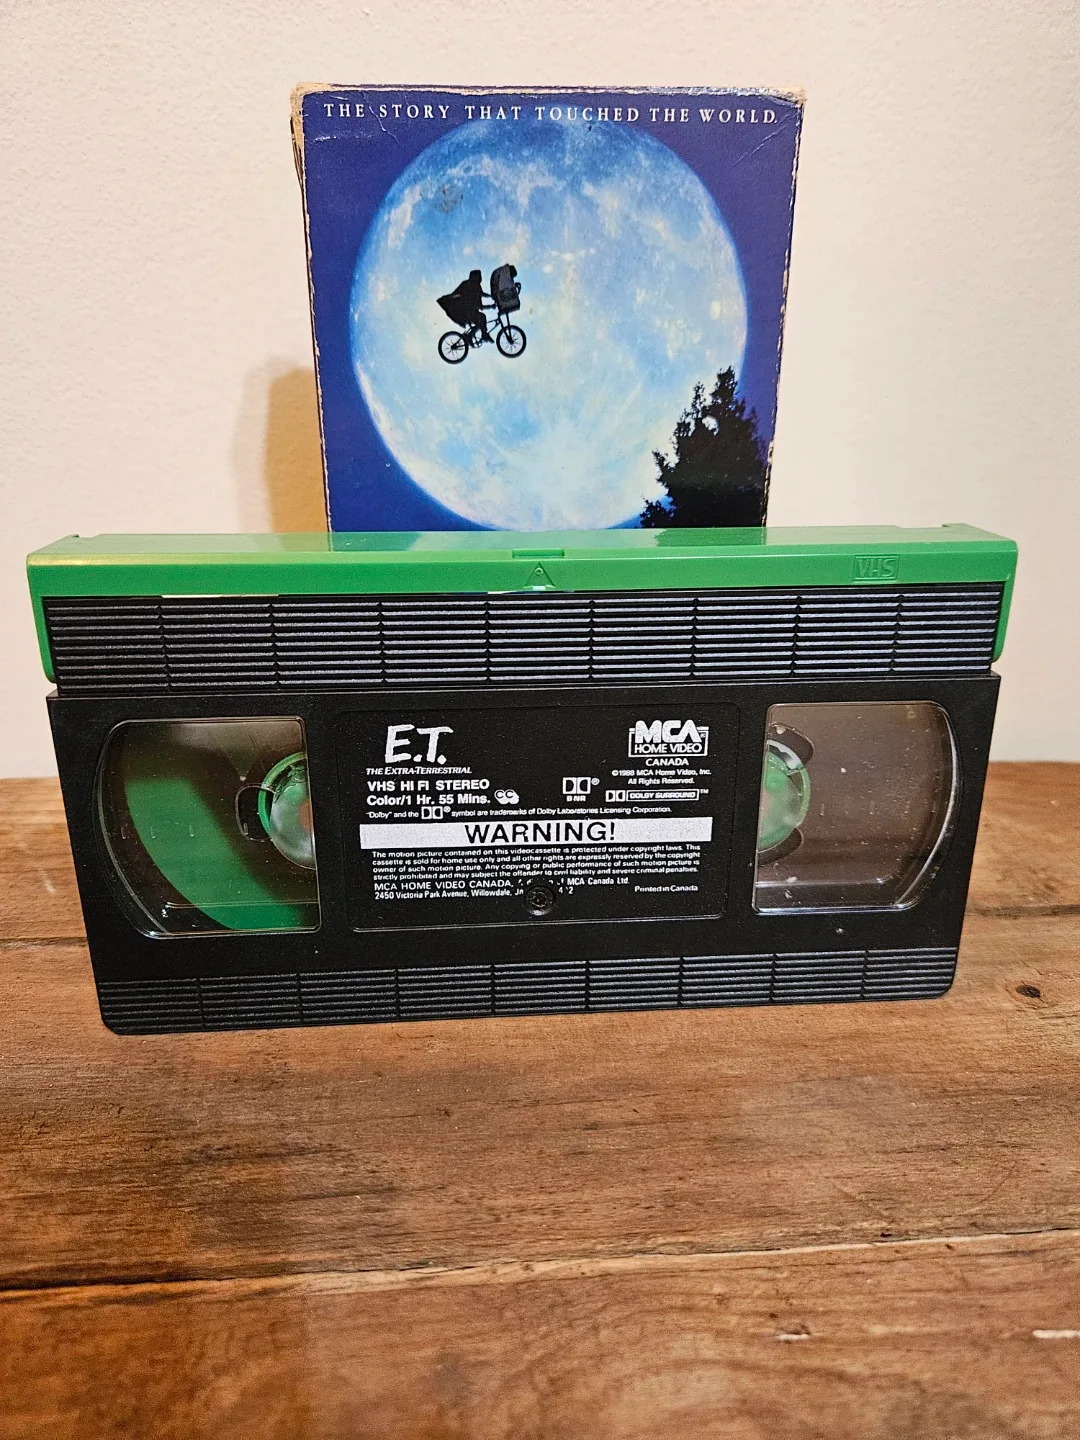 THE STORY THAT TOUCHED THE WORLD.
VHS
E.T.
THE EXTRA-TERRESTRIAL
MCA
HOME VIDEO
CANADA
©1988 MCA Home Video, Inc.
All Rights Reserved.
VHS HI FI STEREO
Color/1 Hr. 55 Mins. CC
B NR
DOLBY SURROUND™
"Dolby" and the symbol are trademarks of Dolby Laboratories Licensing Corporation.
WARNING!
The motion picture contained on this videocassette is protected under copyright laws. This
cassette is sold for home use only and all other rights are expressly reserved by the copyright
owner of such motion picture. Any copying or public performance of such motion picture is
strictly prohibited and may subject the offender to civil liability and severe criminal penalties.
MCA HOME VIDEO CANADA, of MCA Canada Ltd.
2450 Victoria Park Avenue, Willowdale,
Printed in Canada